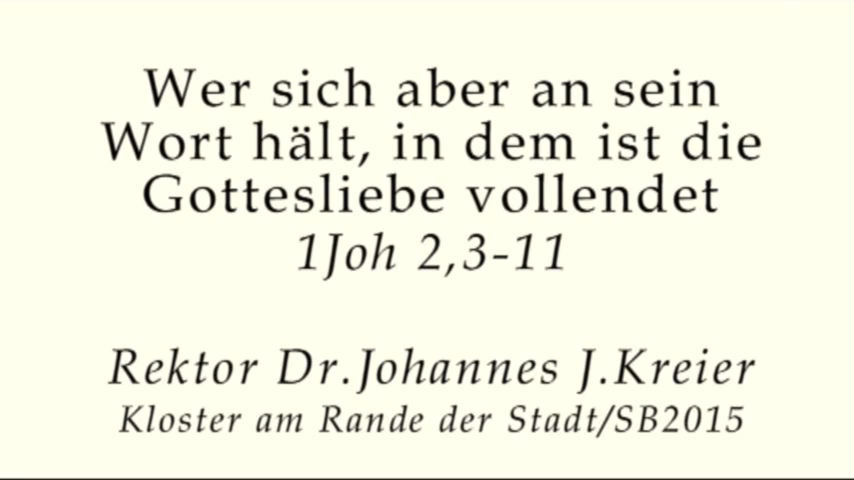 Wer sich aber an sein
Wort hält, in dem ist die
Gottesliebe vollendet
1Joh 2,3-11
Rektor Dr.Johannes J.Kreier
Kloster am Rande der Stadt/SB2015